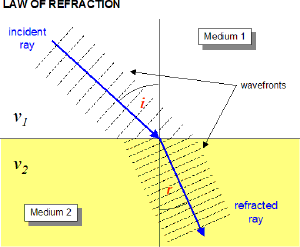 LAW OF REFRACTION
incident
ray
Medium 1
wavefronts
i
v1
v2
r
Medium 2
refracted
ray